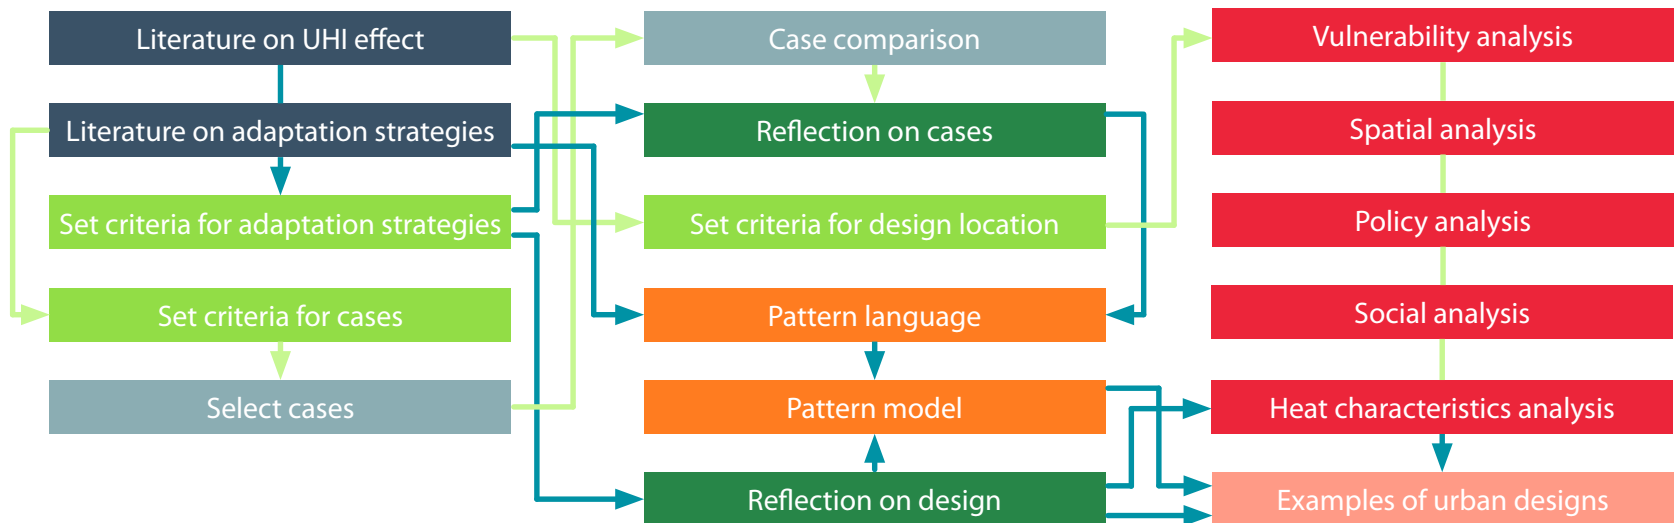 Literature on UHI effect
Literature on adaptation strategies
Set criteria for adaptation strategies
Set criteria for cases
Select cases
Case comparison
Reflection on cases
Set criteria for design location
Pattern language
Pattern model
Reflection on design
Vulnerability analysis
Spatial analysis
Policy analysis
Social analysis
Heat characteristics analysis
Examples of urban designs